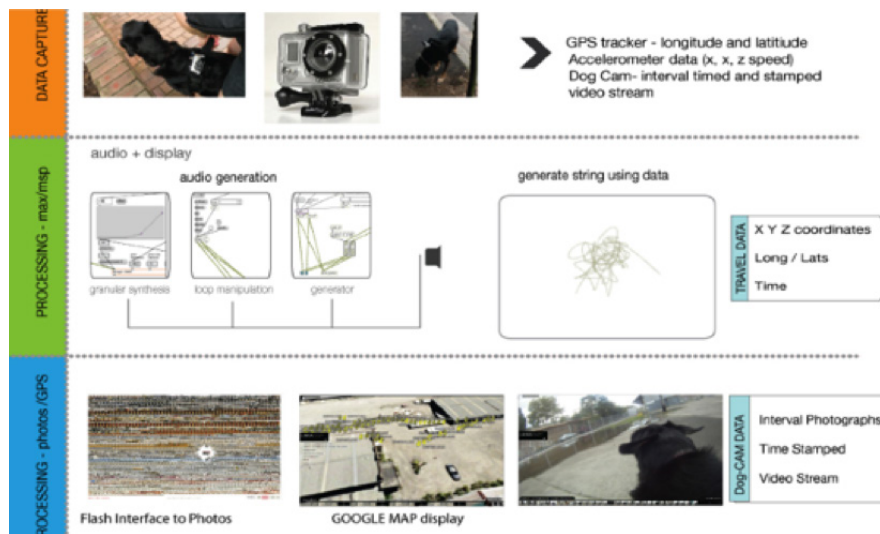 DATA CAPTURE
GPS tracker - longitude and latitiude
Accelerometer data (x, x, z speed)
Dog Cam- interval timed and stamped
video stream
PROCESSING - max/msp
audio + display
audio generation
granular synthesis
loop manipulation
generator
generate string using data
TRAVEL DATA
X Y Z coordinates
Long / Lats
Time
ROCESSING - photos /GPS
Flash Interface to Photos
GOOGLE MAP display
Dog-CAM DATA
Interval Photographs
Time Stamped
Video Stream